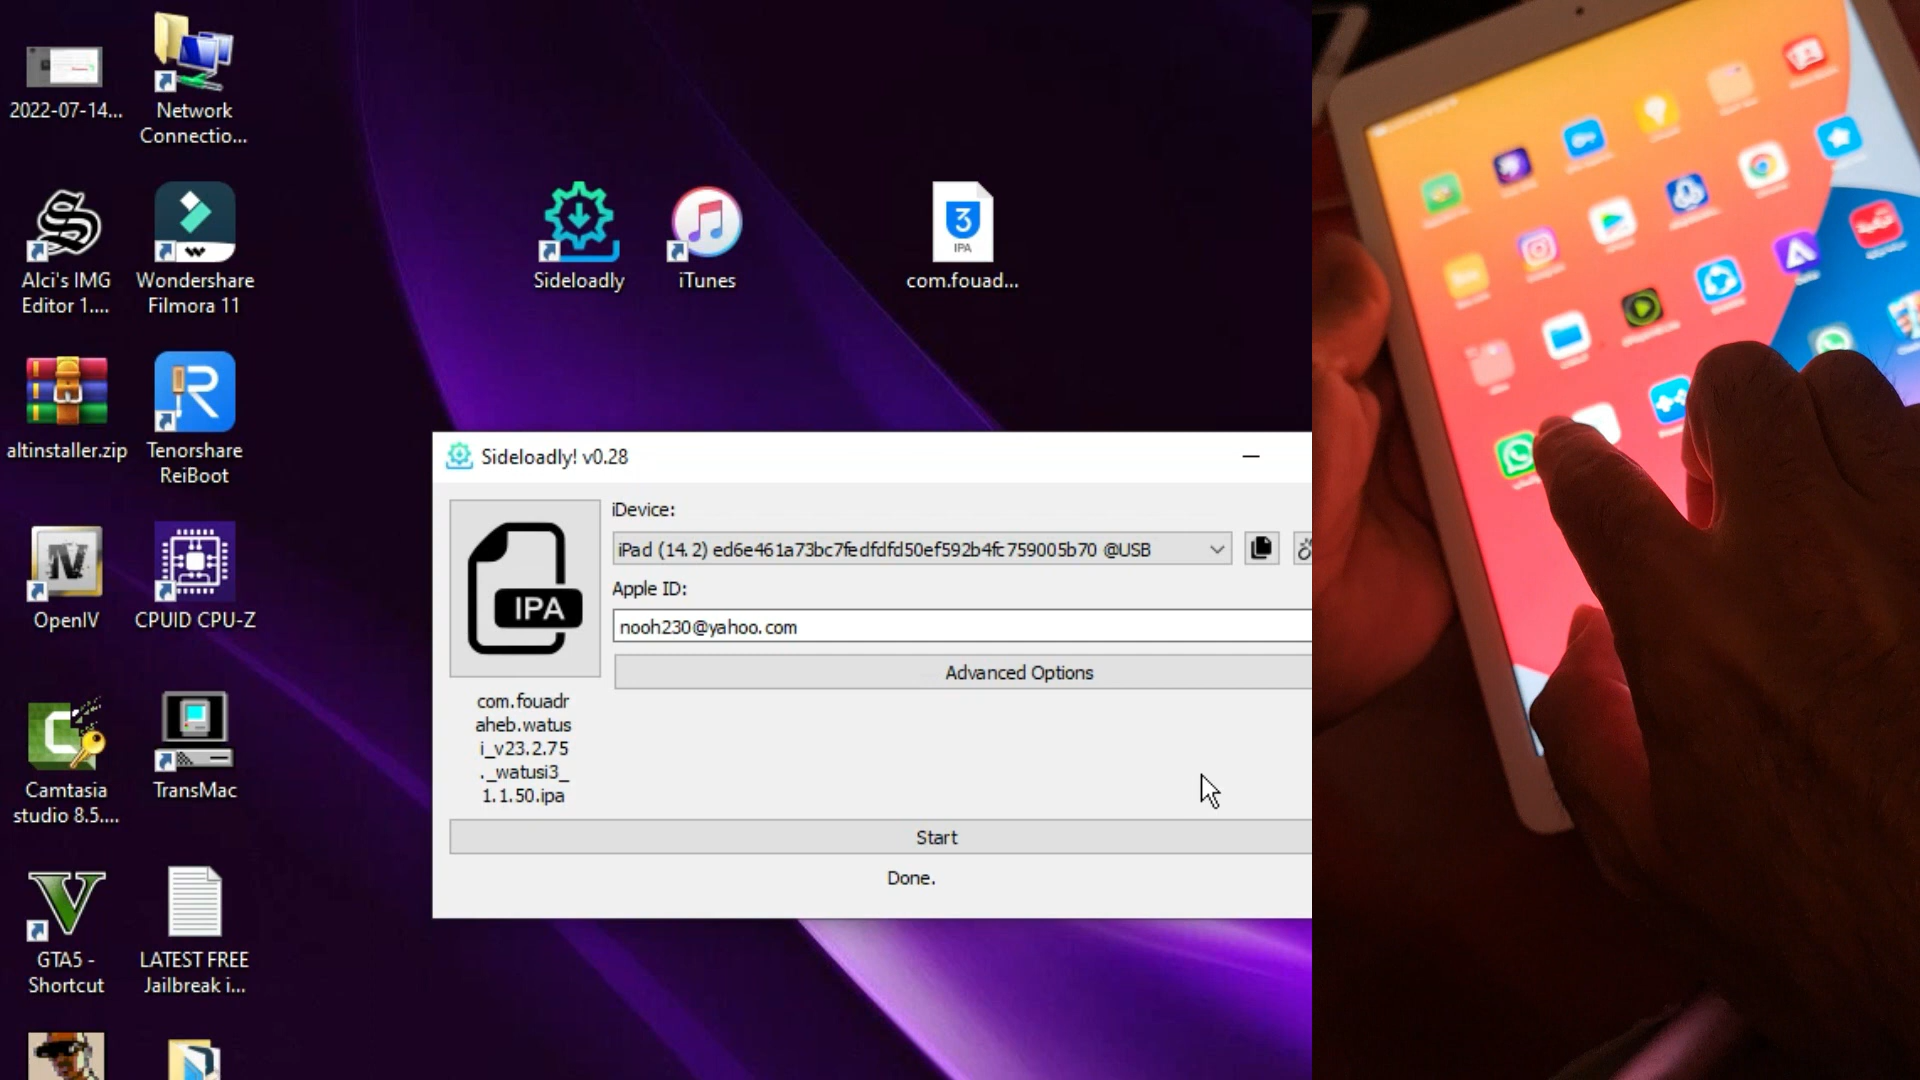 2022-07-14...
Network
Connectio...
Alci's IMG
Editor 1....
Wondershare
Filmora 11
Sideloadly
iTunes
3
IPA
com.fouad...
altinstaller.zip
Tenorshare
ReiBoot
OpenIV
CPUID CPU-Z
Camtasia
studio 8.5....
TransMac
GTA5 -
Shortcut
LATEST FREE
Jailbreak i...
Sideloadly! v0.28
iDevice:
iPad (14.2) ed6e461a73bc7fedfdfd50ef592b4fc759005b70 @USB
Apple ID:
nooh230@yahoo.com
Advanced Options
IPA
com.fouadr
aheb.watus
i_v23.2.75
._watusi3_
1.1.50.ipa
Start
Done.